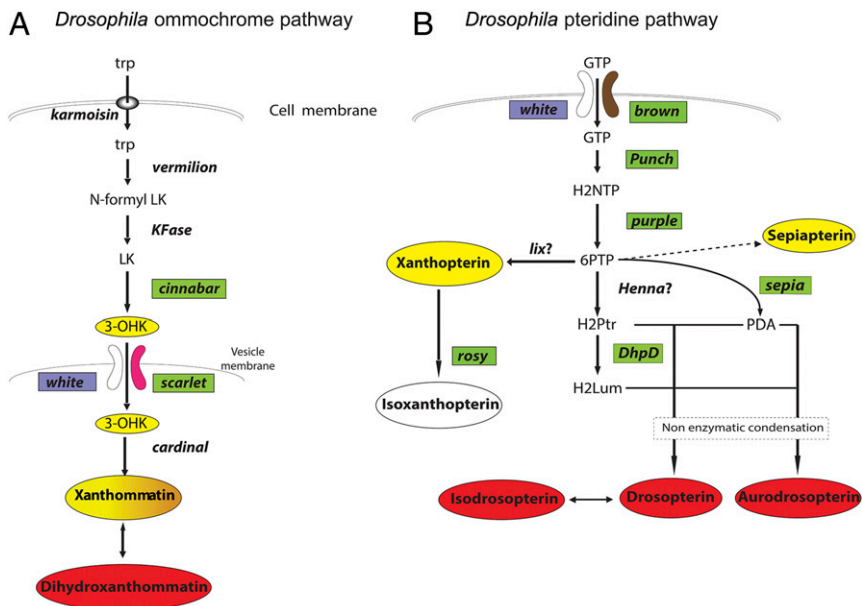 A
Drosophila ommochrome pathway
trp
karmoisin
Cell membrane
trp
vermilion
N-formyl LK
KFase
LK
cinnabar
3-OHK
Vesicle
membrane
white
scarlet
3-OHK
cardinal
Xanthommatin
Dihydroxanthommatin
B
Drosophila pteridine pathway
GTP
white
brown
GTP
Punch
H2NTP
purple
Sepiapterin
lix?
Xanthopterin
6PTP
Henna?
sepia
H2Ptr
PDA
rosy
DhpD
Isoxanthopterin
H2Lum
Non enzymatic condensation
Isodrosopterin
Drosopterin
Aurodrosopterin